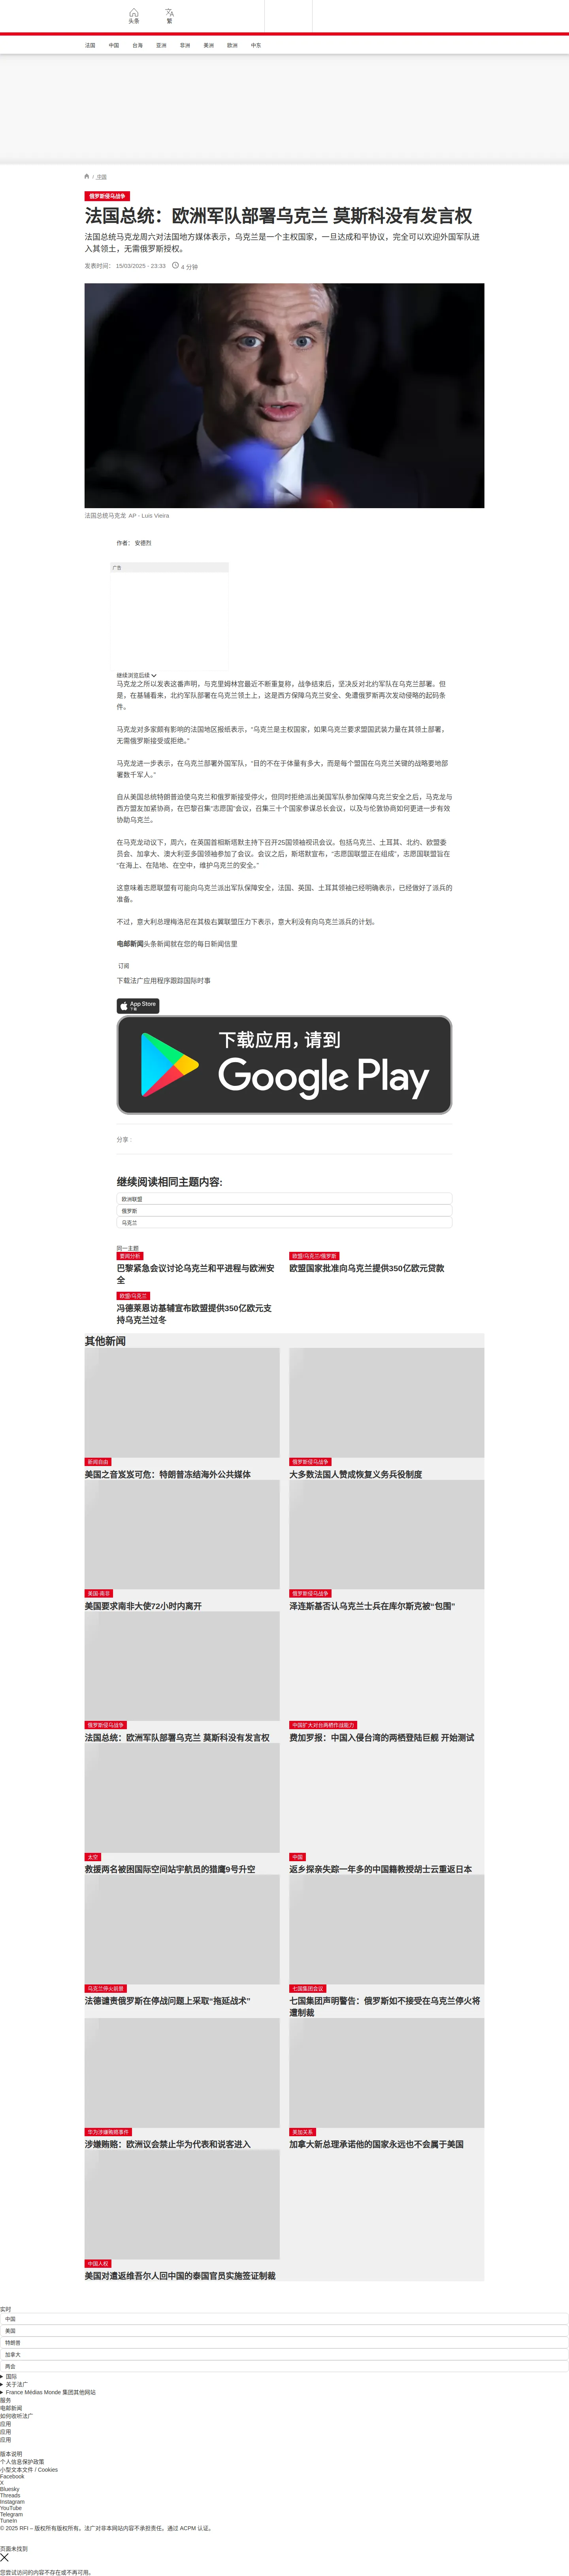 头条
繁
法国
中国
台海
亚洲
非洲
美洲
欧洲
中东
/ 中国
俄罗斯侵乌战争
法国总统：欧洲军队部署乌克兰 莫斯科没有发言权
法国总统马克龙周六对法国地方媒体表示，乌克兰是一个主权国家，一旦达成和平协议，完全可以欢迎外国军队进
入其领土，无需俄罗斯授权。
发表时间： 15/03/2025 - 23:33
4 分钟
法国总统马克龙 AP - Luis Vieira
作者： 安德烈
广告
继续浏览后续
马克龙之所以发表这番声明，与克里姆林宫最近不断重复称，战争结束后，坚决反对北约军队在乌克兰部署。但
是，在基辅看来，北约军队部署在乌克兰领土上，这是西方保障乌克兰安全、免遭俄罗斯再次发动侵略的起码条
件。
马克龙对多家颇有影响的法国地区报纸表示，“乌克兰是主权国家，如果乌克兰要求盟国武装力量在其领土部署，
无需俄罗斯接受或拒绝。”
马克龙进一步表示，在乌克兰部署外国军队，“目的不在于体量有多大，而是每个盟国在乌克兰关键的战略要地部
署数千军人。”
自从美国总统特朗普迫使乌克兰和俄罗斯接受停火，但同时拒绝派出美国军队参加保障乌克兰安全之后，马克龙与
西方盟友加紧协商，在巴黎召集“志愿国”会议，召集三十个国家参谋总长会议，以及与伦敦协商如何更进一步有效
协助乌克兰。
在马克龙动议下，周六，在英国首相斯塔默主持下召开25国领袖视讯会议。包括乌克兰、土耳其、北约、欧盟委
员会、加拿大、澳大利亚多国领袖参加了会议。会议之后，斯塔默宣布，“志愿国联盟正在组成”，志愿国联盟旨在
“在海上、在陆地、在空中，维护乌克兰的安全。”
这意味着志愿联盟有可能向乌克兰派出军队保障安全，法国、英国、土耳其领袖已经明确表示，已经做好了派兵的
准备。
不过，意大利总理梅洛尼在其极右翼联盟压力下表示，意大利没有向乌克兰派兵的计划。
电邮新闻头条新闻就在您的每日新闻信里
订阅
下载法广应用程序跟踪国际时事
App Store
下载
下载应用，请到
Google Play
分享 :
继续阅读相同主题内容:
欧洲联盟
俄罗斯
乌克兰
同一主题
要闻分析
巴黎紧急会议讨论乌克兰和平进程与欧洲安
全
欧盟/乌克兰/俄罗斯
欧盟国家批准向乌克兰提供350亿欧元贷款
欧盟/乌克兰
冯德莱恩访基辅宣布欧盟提供350亿欧元支
持乌克兰过冬
其他新闻
新闻自由
美国之音岌岌可危：特朗普冻结海外公共媒体
俄罗斯侵乌战争
大多数法国人赞成恢复义务兵役制度
美国·南非
美国要求南非大使72小时内离开
俄罗斯侵乌战争
泽连斯基否认乌克兰士兵在库尔斯克被“包围”
俄罗斯侵乌战争
法国总统：欧洲军队部署乌克兰 莫斯科没有发言权
中国扩大对台两栖作战能力
费加罗报：中国入侵台湾的两栖登陆巨舰 开始测试
太空
救援两名被困国际空间站宇航员的猎鹰9号升空
中国
返乡探亲失踪一年多的中国籍教授胡士云重返日本
乌克兰停火前景
法德谴责俄罗斯在停战问题上采取“拖延战术”
七国集团会议
七国集团声明警告：俄罗斯如不接受在乌克兰停火将
遭制裁
华为涉嫌贿赂事件
涉嫌贿赂：欧洲议会禁止华为代表和说客进入
美加关系
加拿大新总理承诺他的国家永远也不会属于美国
中国人权
美国对遣返维吾尔人回中国的泰国官员实施签证制裁
实时
中国
美国
特朗普
加拿大
两会
国际
关于法广
France Médias Monde 集团其他网站
服务
电邮新闻
如何收听法广
应用
应用
应用
版本说明
个人信息保护政策
小型文本文件 / Cookies
Facebook
X
Bluesky
Threads
Instagram
YouTube
Telegram
TuneIn
© 2025 RFI – 版权所有版权所有。法广对非本网站内容不承担责任。通过 ACPM 认证。
页面未找到
您尝试访问的内容不存在或不再可用。